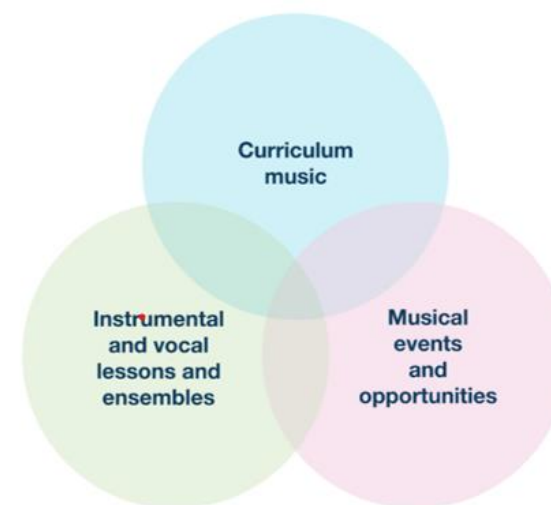 Curriculum
music
Instrumental
and vocal
lessons and
ensembles
Musical
events
and
opportunities